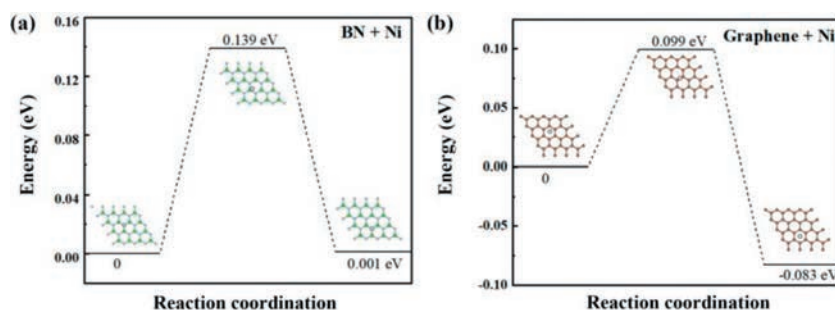 (a)
BN + Ni
Energy (eV)
0.16
0.12
0.08
0.04
0.00
0.139 eV
0
0.001 eV
Reaction coordination
(b)
Graphene + Ni
Energy (eV)
0.10
0.05
0.00
-0.05
-0.10
0.099 eV
0
-0.083 eV
Reaction coordination